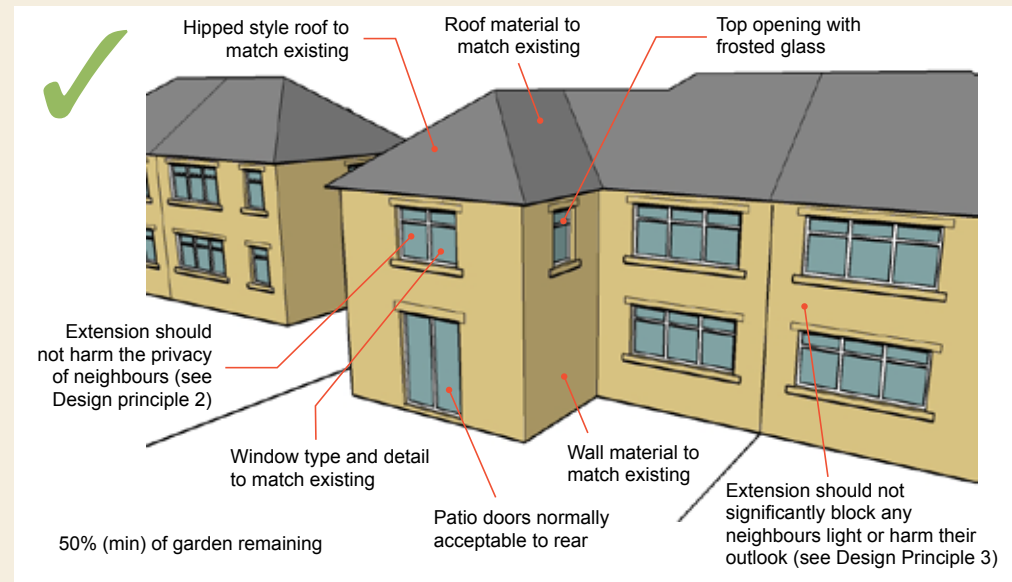 Hipped style roof to
match existing
Roof material to
match existing
Top opening with
frosted glass
Extension should
not harm the privacy
of neighbours (see
Design principle 2)
Window type and detail
to match existing
Wall material to
match existing
Patio doors normally
acceptable to rear
Extension should not
significantly block any
neighbours light or harm their
outlook (see Design Principle 3)
50% (min) of garden remaining